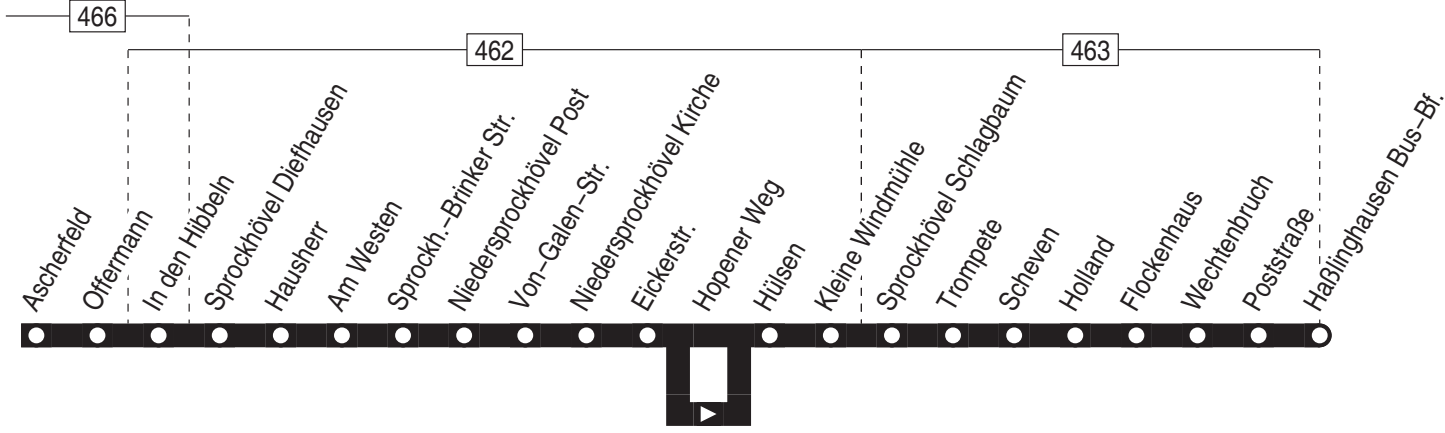 466
462
463
Ascherfeld
Offermann
In den Hibbeln
Sprockhövel Diefhausen
Hausherr
Am Westen
Sprockh.–Brinker Str.
Niedersprockhövel Post
Von–Galen–Str.
Niedersprockhövel Kirche
Eickerstr.
Hopener Weg
Hülsen
Kleine Windmühle
Sprockhövel Schlagbaum
Trompete
Scheven
Holland
Flockenhaus
Wechtenbruch
Poststraße
Haßlinghausen Bus–Bf.